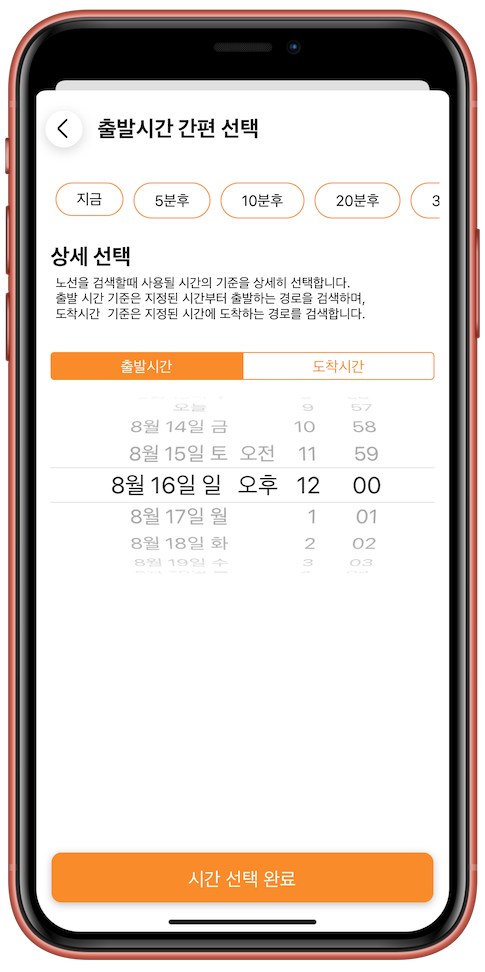 출발시간 간편 선택
지금 5분후 10분후 20분후 3
상세 선택
노선을 검색할때 사용될 시간의 기준을 상세히 선택합니다.
출발 시간 기준은 지정된 시간부터 출발하는 경로를 검색하며,
도착시간 기준은 지정된 시간에 도착하는 경로를 검색합니다.
출발시간 도착시간
오늘 9 57
8월 14일 금 10 58
8월 15일 토 오전 11 59
8월 16일 일 오후 12 00
8월 17일 월 1 01
8월 18일 화 2 02
8월 19일 수 3 03
시간 선택 완료